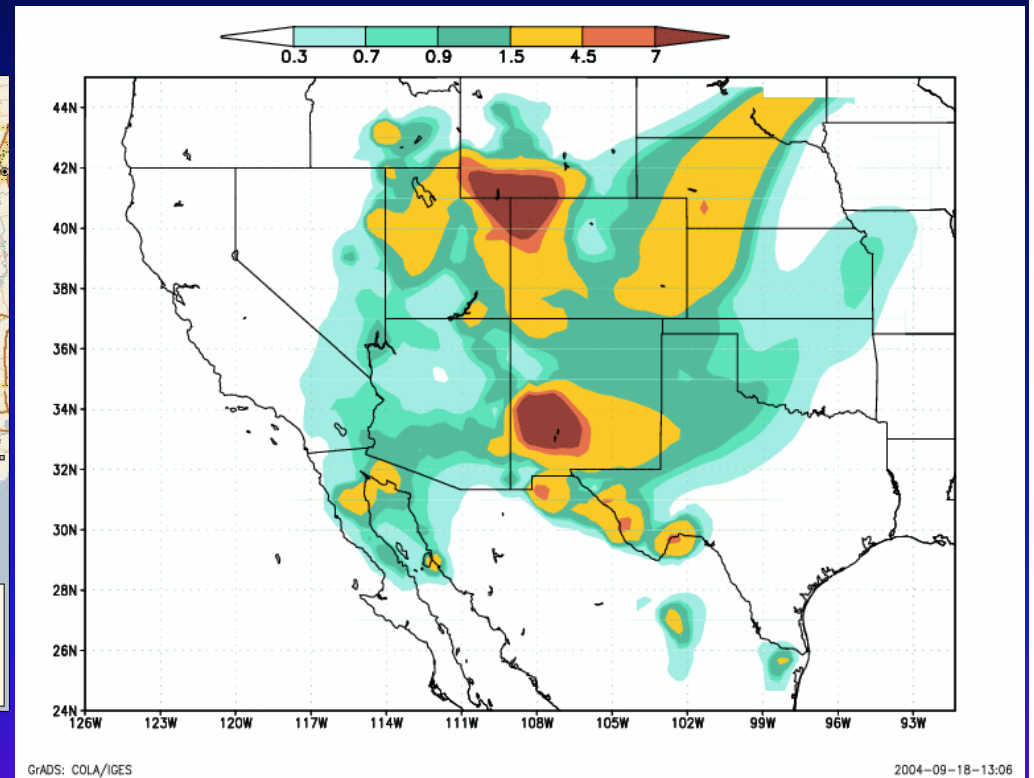 0.3 0.7 0.9 1.5 4.5 7
44N
42N
40N
38N
36N
34N
32N
30N
28N
26N
24N
126W 123W 120W 117W 114W 111W 108W 105W 102W 99W 96W 93W
GrADS: COLA/IGES 2004-09-18-13:06